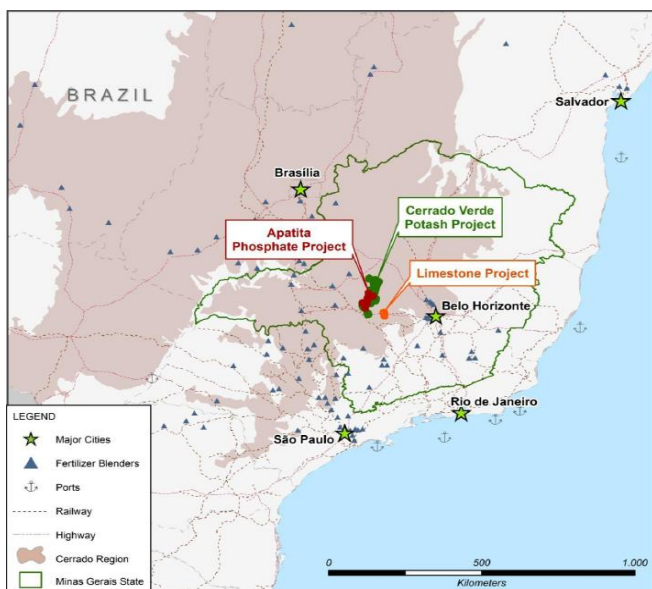 BRAZIL
Salvador
Brasília
Cerrado Verde
Potash Project
Apatita
Phosphate Project
Limestone Project
Belo Horizonte
Rio de Janeiro
São Paulo
LEGEND
Major Cities
Fertilizer Blenders
Ports
Railway
Highway
Cerrado Region
Minas Gerais State
0
500
1.000
Kilometers